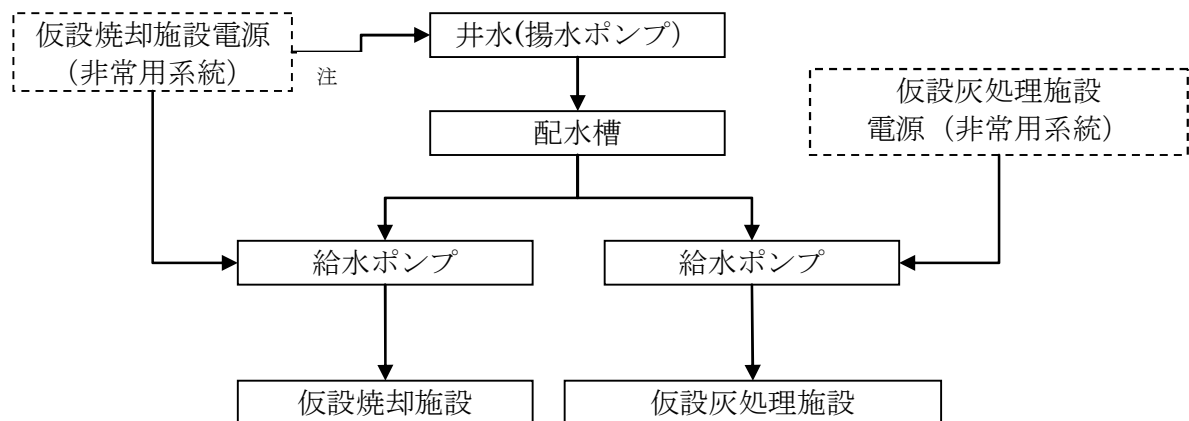 仮設焼却施設電源
（非常用系統）
井水(揚水ポンプ）
注
仮設灰処理施設
電源（非常用系統）
配水槽
給水ポンプ
給水ポンプ
仮設焼却施設
仮設灰処理施設